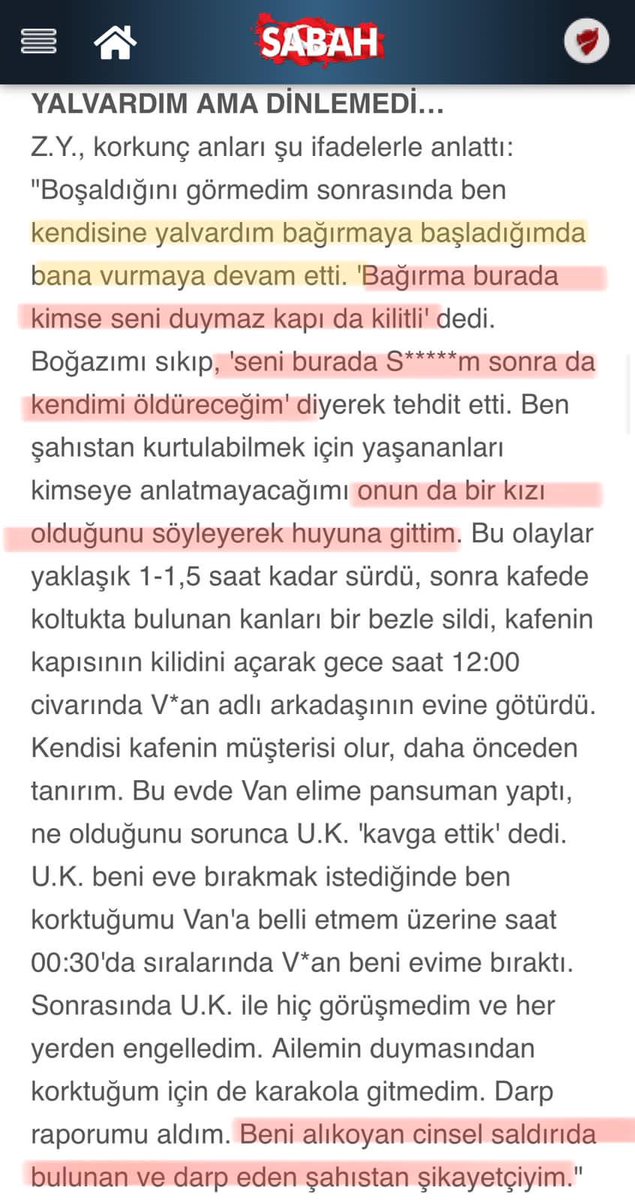 SABAH
YALVARDIM AMA DİNLEMEDİ...
Z.Y., korkunç anları şu ifadelerle anlattı:
"Boşaldığını görmedim sonrasında ben
kendisine yalvardım bağırmaya başladığımda
bana vurmaya devam etti. 'Bağırma burada
kimse seni duymaz kapı da kilitli' dedi.
Boğazımı sıkıp, 'seni burada S*****m sonra da
kendimi öldüreceğim' diyerek tehdit etti. Ben
şahıstan kurtulabilmek için yaşananları
kimseye anlatmayacağımı onun da bir kızı
olduğunu söyleyerek huyuna gittim. Bu olaylar
yaklaşık 1-1,5 saat kadar sürdü, sonra kafede
koltukta bulunan kanları bir bezle sildi, kafenin
kapısının kilidini açarak gece saat 12:00
civarında V*an adlı arkadaşının evine götürdü.
Kendisi kafenin müşterisi olur, daha önceden
tanırım. Bu evde Van elime pansuman yaptı,
ne olduğunu sorunca U.K. 'kavga ettik' dedi.
U.K. beni eve bırakmak istediğinde ben
korktuğumu Van'a belli etmem üzerine saat
00:30'da sıralarında V*an beni evime bıraktı.
Sonrasında U.K. ile hiç görüşmedim ve her
yerden engelledim. Ailemin duymasından
korktuğum için de karakola gitmedim. Darp
raporumu aldım. Beni alıkoyan cinsel saldırıda
bulunan ve darp eden şahıstan şikayetçiyim."